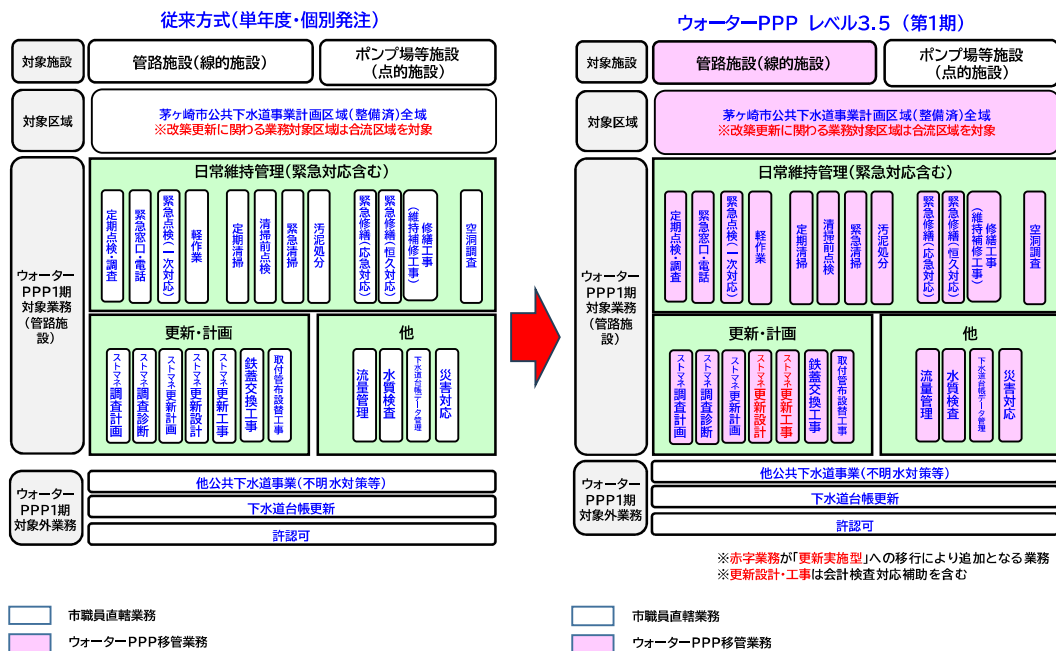 従来方式(単年度・個別発注)
対象施設
管路施設(線的施設)
ポンプ場等施設
(点的施設)
対象区域
茅ヶ崎市公共下水道事業計画区域(整備済)全域
※改築更新に関わる業務対象区域は合流区域を対象
ウォーター
PPP1期
対象業務
(管路施
設)
日常維持管理(緊急対応含む)
定期点検・調査
緊急窓口・電話
緊急点検(一次対応)
軽作業
定期清掃
清掃前点検
緊急清掃
汚泥処分
緊急修繕(応急対応)
緊急修繕(恒久対応)
修繕工事
(維持補修工事)
空洞調査
更新・計画
ストマネ調査計画
ストマネ調査診断
ストマネ更新計画
ストマネ更新設計
ストマネ更新工事
鉄蓋交換工事
取付管布設替工事
他
流量管理
水質検査
下水道台帳データ管理
災害対応
ウォーター
PPP1期
対象外業務
他公共下水道事業(不明水対策等)
下水道台帳更新
許認可
市職員直轄業務
ウォーターPPP移管業務
ウォーターPPP レベル3.5 (第1期)
対象施設
管路施設(線的施設)
ポンプ場等施設
(点的施設)
対象区域
茅ヶ崎市公共下水道事業計画区域(整備済)全域
※改築更新に関わる業務対象区域は合流区域を対象
ウォーター
PPP1期
対象業務
(管路施
設)
日常維持管理(緊急対応含む)
定期点検・調査
緊急窓口・電話
緊急点検(一次対応)
軽作業
定期清掃
清掃前点検
緊急清掃
汚泥処分
緊急修繕(応急対応)
緊急修繕(恒久対応)
修繕工事
(維持補修工事)
空洞調査
更新・計画
ストマネ調査計画
ストマネ調査診断
ストマネ更新計画
ストマネ更新設計
ストマネ更新工事
鉄蓋交換工事
取付管布設替工事
他
流量管理
水質検査
下水道台帳データ管理
災害対応
ウォーター
PPP1期
対象外業務
他公共下水道事業(不明水対策等)
下水道台帳更新
許認可
※赤字業務が「更新実施型」への移行により追加となる業務
※更新設計・工事は会計検査対応補助を含む
市職員直轄業務
ウォーターPPP移管業務